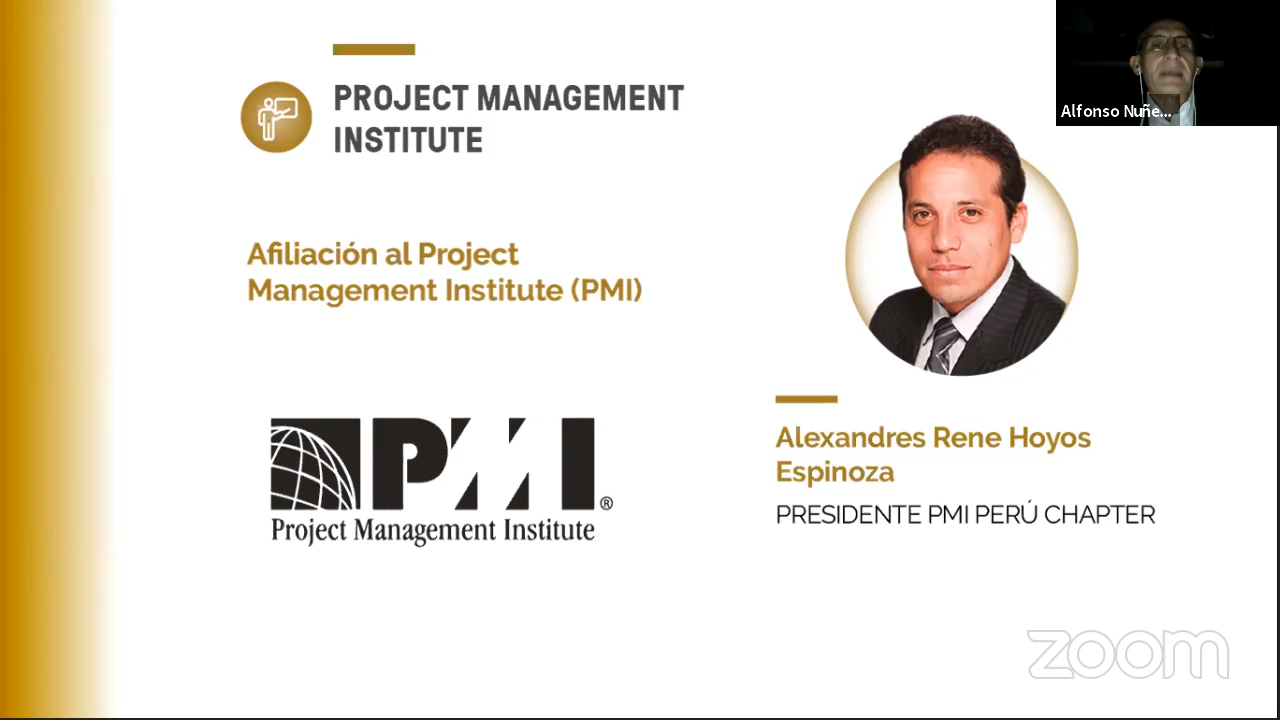 PROJECT MANAGEMENT
INSTITUTE
Alfonso Nuñe...
Afiliación al Project
Management Institute (PMI)
PMI®
Project Management Institute
Alexandres Rene Hoyos
Espinoza
PRESIDENTE PMI PERÚ CHAPTER
zoom